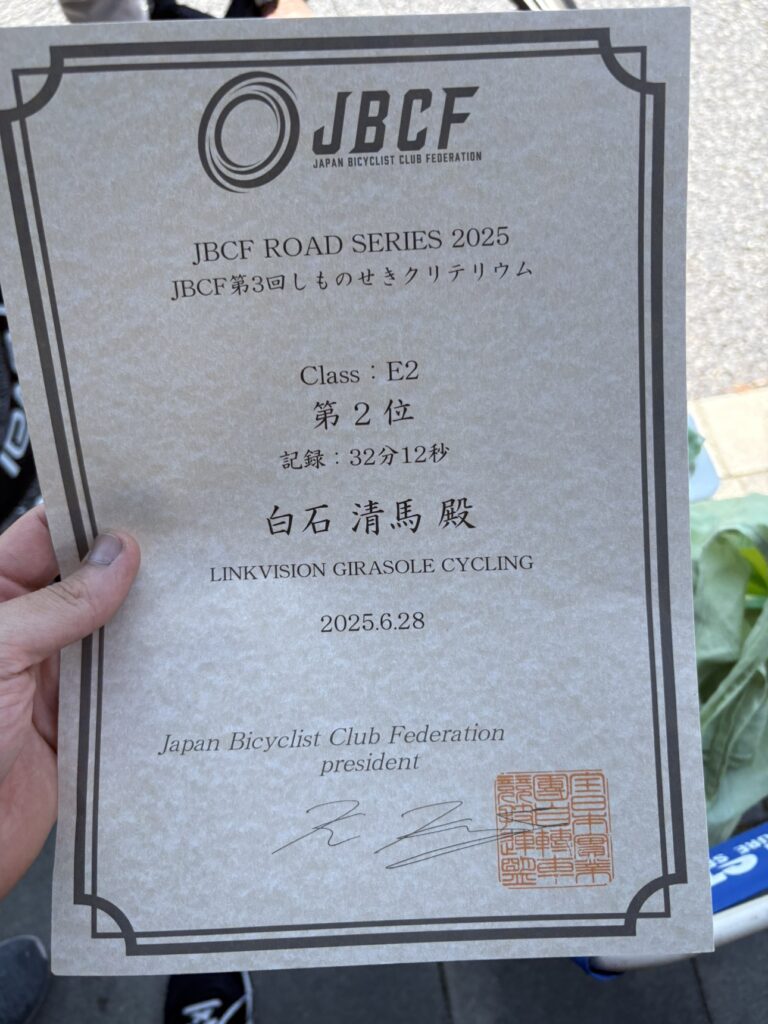 JBCF
JAPAN BICYCLIST CLUB FEDERATION
JBCF ROAD SERIES 2025
JBCF第3回しものせきクリテリウム
Class：E2
第 2 位
記録：32分12秒
白石 清馬 殿
LINKVISION GIRASOLE CYCLING
2025.6.28
Japan Bicyclist Club Federation
president